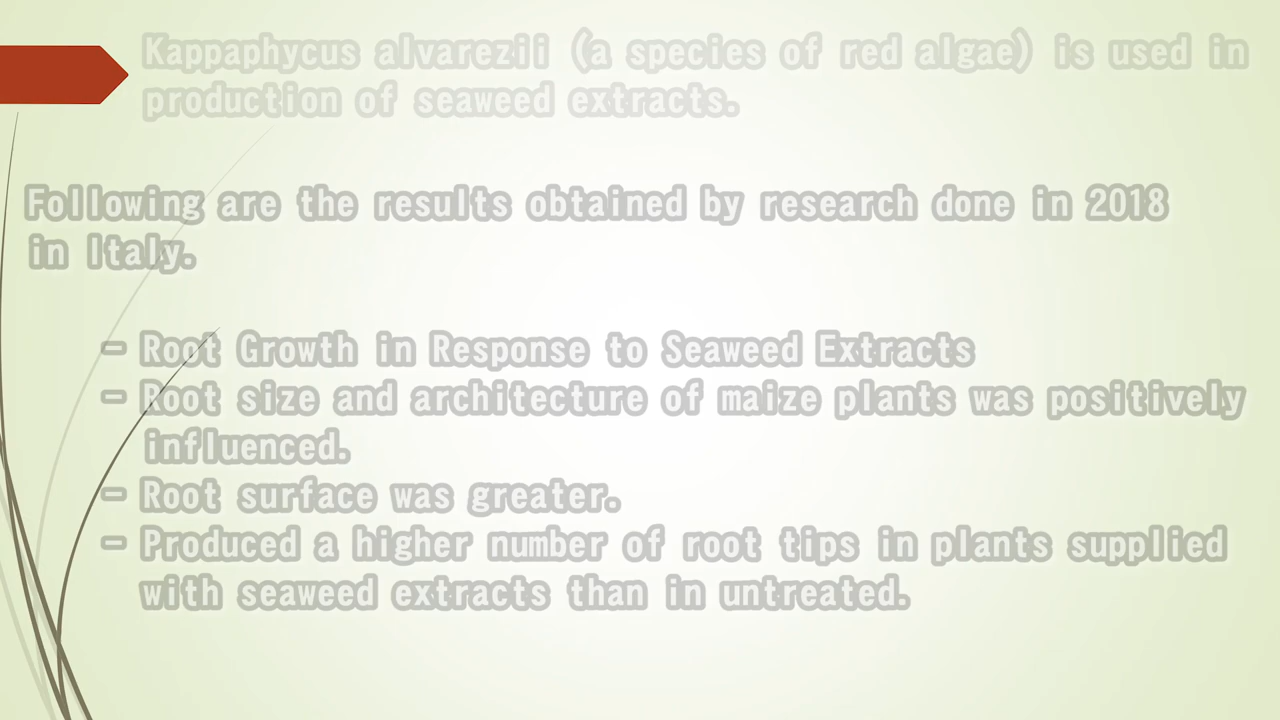 Kappaphycus alvarezii (a species of red algae) is used in
production of seaweed extracts.
Following are the results obtained by research done in 2018
in Italy.
- Root Growth in Response to Seaweed Extracts
- Root size and architecture of maize plants was positively
influenced.
- Root surface was greater.
- Produced a higher number of root tips in plants supplied
with seaweed extracts than in untreated.